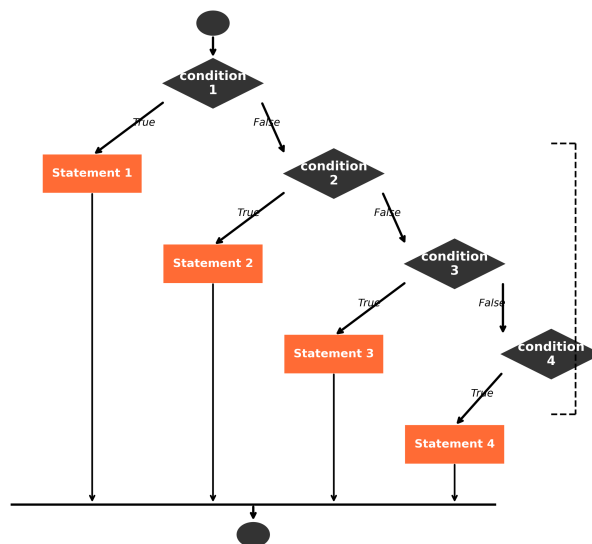 condition
1
True
False
Statement 1
condition
2
True
False
Statement 2
condition
3
True
False
Statement 3
condition
4
True
Statement 4